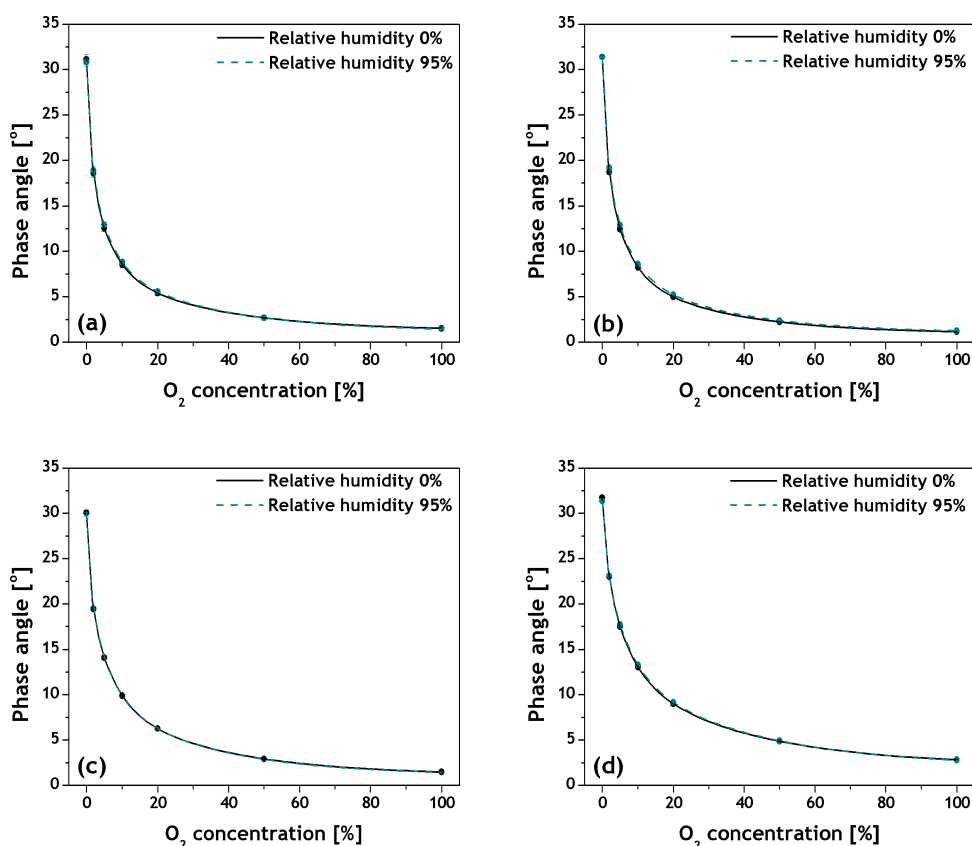 35
30
25
20
15
10
5
0
Phase angle [°]
Relative humidity 0%
Relative humidity 95%
(a)
0 20 40 60 80 100
O₂ concentration [%]
35
30
25
20
15
10
5
0
Phase angle [°]
Relative humidity 0%
Relative humidity 95%
(b)
0 20 40 60 80 100
O₂ concentration [%]
35
30
25
20
15
10
5
0
Phase angle [°]
Relative humidity 0%
Relative humidity 95%
(c)
0 20 40 60 80 100
O₂ concentration [%]
35
30
25
20
15
10
5
0
Phase angle [°]
Relative humidity 0%
Relative humidity 95%
(d)
0 20 40 60 80 100
O₂ concentration [%]